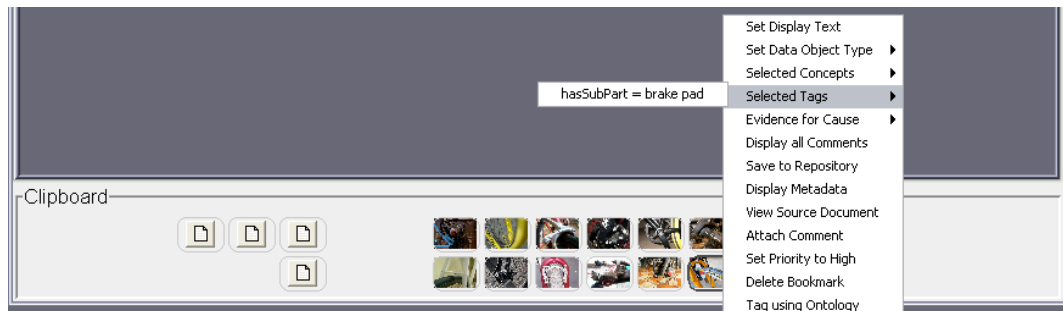 Set Display Text
Set Data Object Type
Selected Concepts
hasSubPart = brake pad
Selected Tags
Evidence for Cause
Display all Comments
Save to Repository
Display Metadata
Clipboard
View Source Document
Attach Comment
Set Priority to High
Delete Bookmark
Tag using Ontology